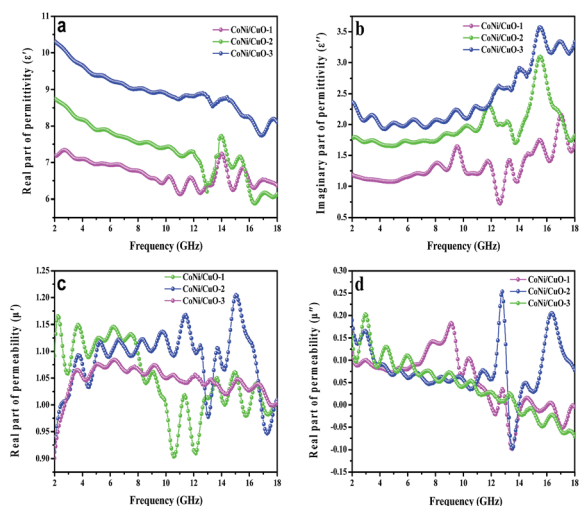 a
CoNi/CuO-1
CoNi/CuO-2
CoNi/CuO-3
Real part of permittivity (ε′)
11
10
9
8
7
6
2 4 6 8 10 12 14 16 18
Frequency (GHz)
b
CoNi/CuO-1
CoNi/CuO-2
CoNi/CuO-3
Imaginary part of permittivity (ε″)
3.5
3.0
2.5
2.0
1.5
1.0
0.5
2 4 6 8 10 12 14 16 18
Frequency (GHz)
c
CoNi/CuO-1
CoNi/CuO-2
CoNi/CuO-3
Real part of permeability (μ′)
1.25
1.20
1.15
1.10
1.05
1.00
0.95
0.90
2 4 6 8 10 12 14 16 18
Frequency (GHz)
d
CoNi/CuO-1
CoNi/CuO-2
CoNi/CuO-3
Real part of permeability (μ″)
0.30
0.25
0.20
0.15
0.10
0.05
0.00
-0.05
-0.10
-0.15
2 4 6 8 10 12 14 16 18
Frequency (GHz)